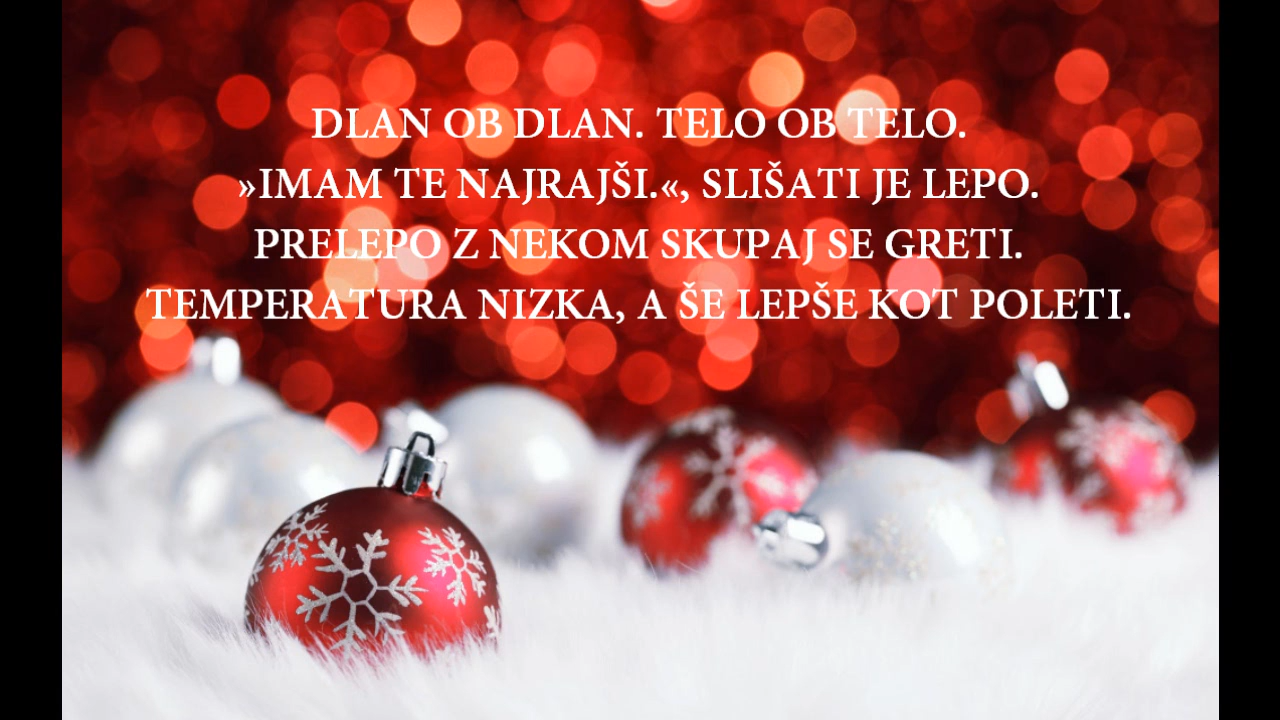 DLAN OB DLAN. TELO OB TELO.
»IMAM TE NAJRAJŠI.«, SLIŠATI JE LEPO.
PRELEPO Z NEKOM SKUPAJ SE GRETI.
TEMPERATURA NIZKA, A ŠE LEPŠE KOT POLETI.